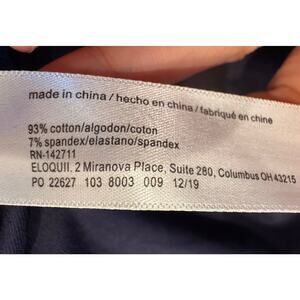 made in china / hecho en china / fabriqué en chine
93% cotton/algodon/coton
7% spandex/elastano/spandex
RN-142711
ELOQUII. 2 Miranova Place, Suite 280, Columbus OH 43215
PO 22627 103 8003 009 12/19